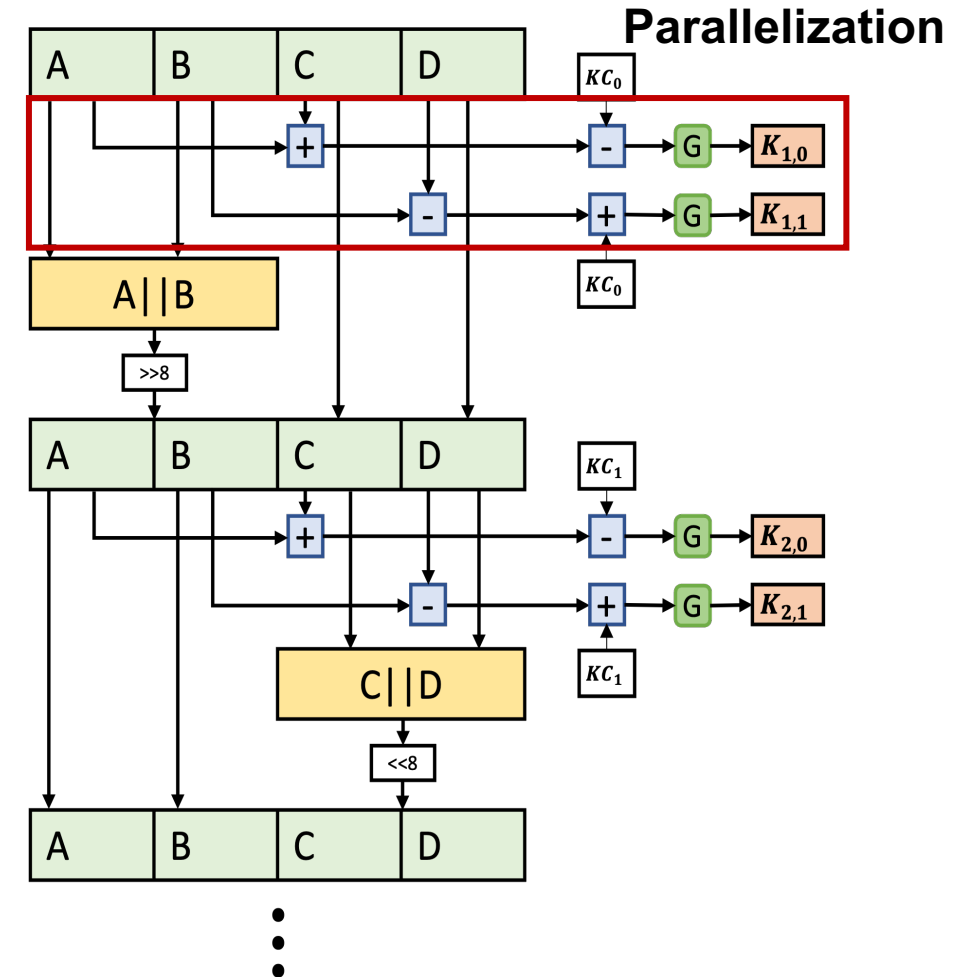 Parallelization
A B C D
KC₀
+ - G K₁,₀
- + G K₁,₁
KC₀
A||B
>>8
A B C D
KC₁
+ - G K₂,₀
- + G K₂,₁
KC₁
C||D
<<8
A B C D